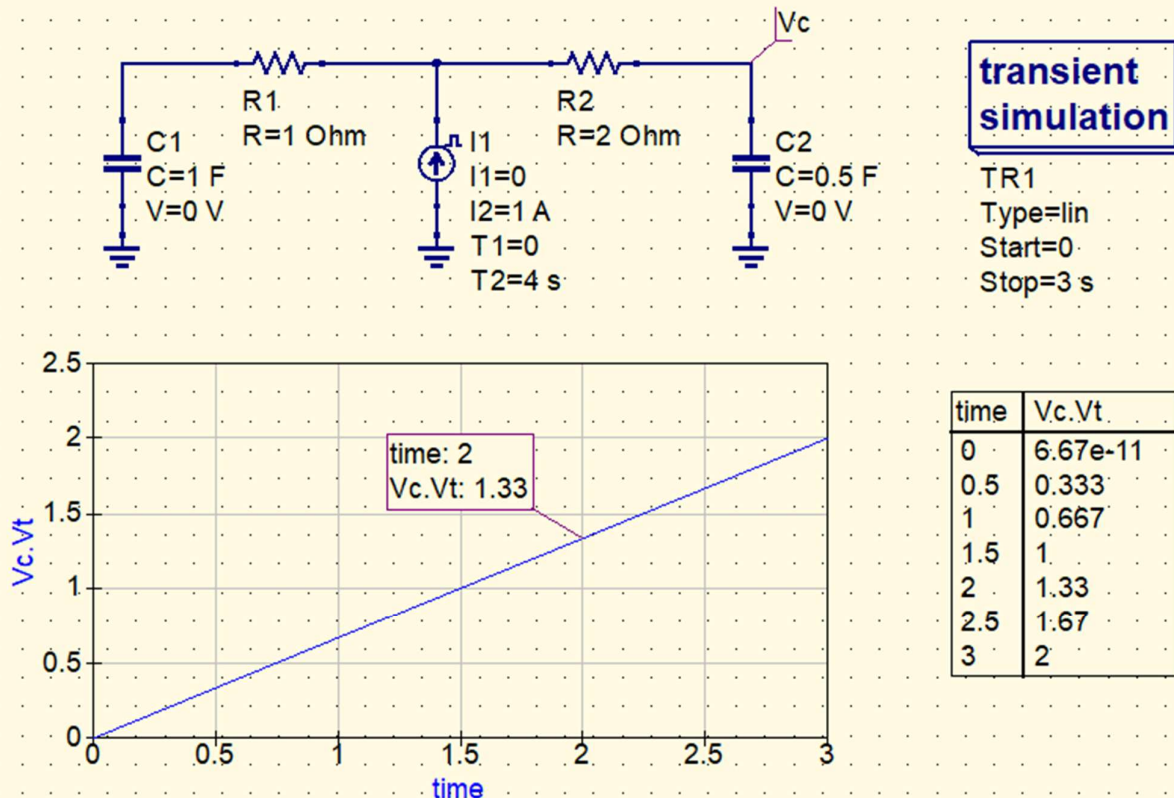 Vc
R1
R=1 Ohm
R2
R=2 Ohm
C1
C=1 F
V=0 V
I1
I1=0
I2=1 A
T1=0
T2=4 s
C2
C=0.5 F
V=0 V
transient
simulation
TR1
Type=lin
Start=0
Stop=3 s
2.5
2
1.5
1
0.5
0
Vc.Vt
time: 2
Vc.Vt: 1.33
0 0.5 1 1.5 2 2.5 3
time
time Vc.Vt
0 6.67e-11
0.5 0.333
1 0.667
1.5 1
2 1.33
2.5 1.67
3 2